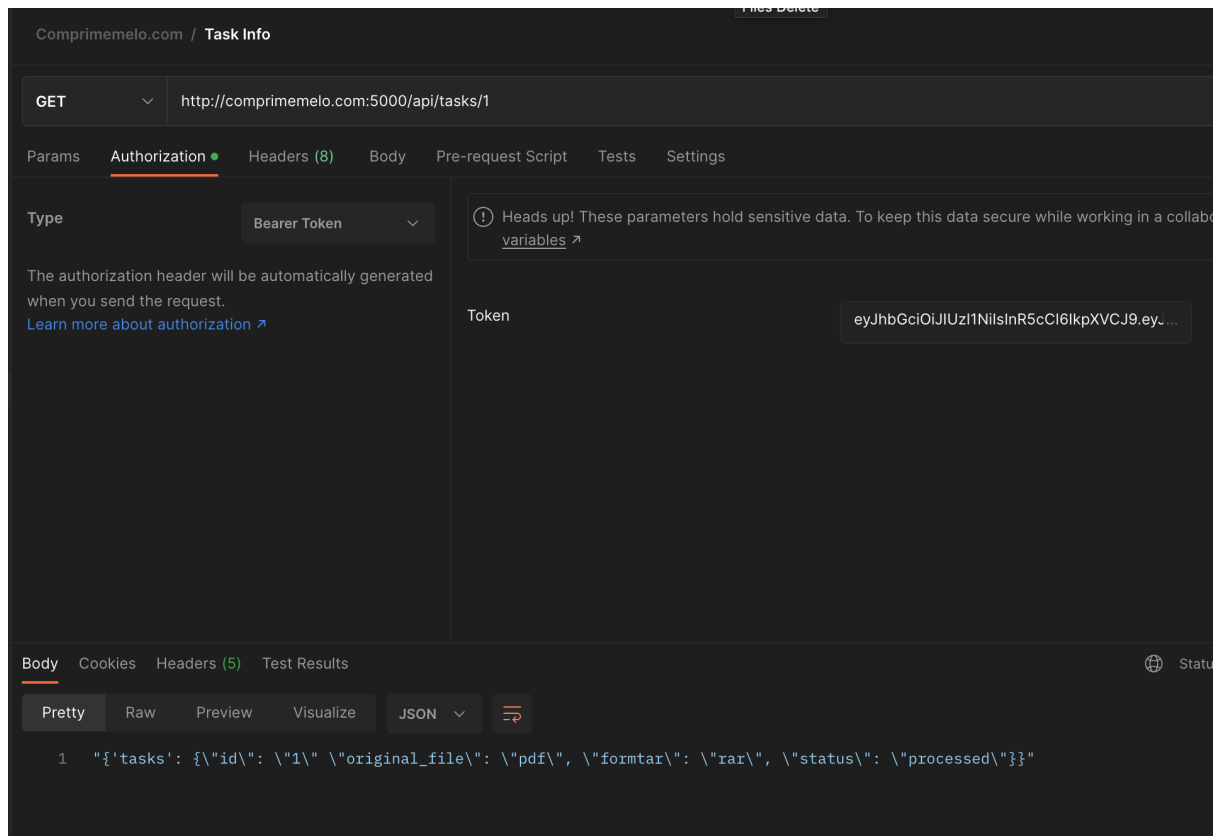 Files Delete
Comprimemelo.com / Task Info
GET http://comprimemelo.com:5000/api/tasks/1
Params Authorization Headers (8) Body Pre-request Script Tests Settings
Type Bearer Token
Heads up! These parameters hold sensitive data. To keep this data secure while working in a collabo
variables ↗
The authorization header will be automatically generated
when you send the request.
Learn more about authorization ↗
Token eyJhbGciOiJIUzI1NiIsInR5cCI6IkpXVCJ9.eyJ...
Body Cookies Headers (5) Test Results Statu
Pretty Raw Preview Visualize JSON
1 "{'tasks': {\"id\": \"1\" \"original_file\": \"pdf\", \"formtar\": \"rar\", \"status\": \"processed\"}}"